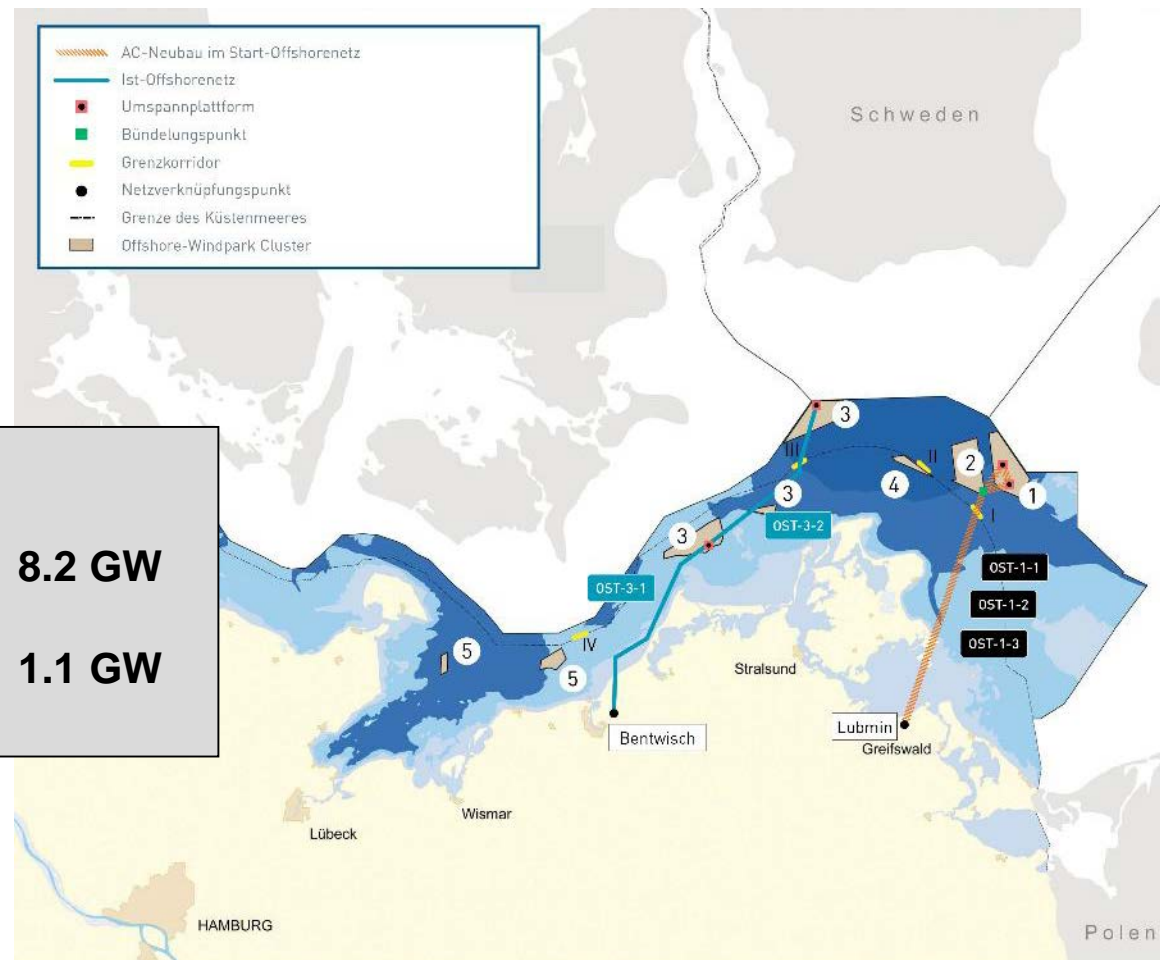 AC-Neubau im Start-Offshorenetz
Ist-Offshorenetz
Umspannplattform
Bündelungspunkt
Grenzkorridor
Netzverknüpfungspunkt
Grenze des Küstenmeeres
Offshore-Windpark Cluster
Schweden
3
III
II
2
4
1
3
I
OST-3-2
3
8.2 GW
OST-1-1
OST-3-1
OST-1-2
IV
OST-1-3
5
5
1.1 GW
Stralsund
Lubmin
Bentwisch
Greifswald
Wismar
Lübeck
HAMBURG
Polen